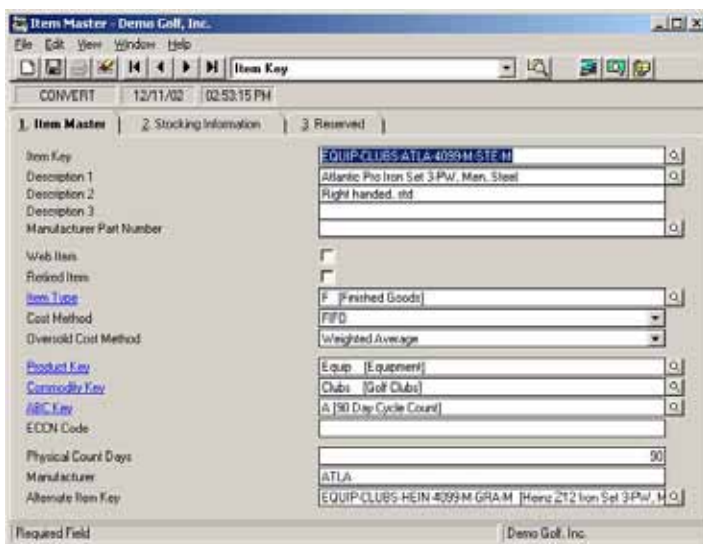 Item Master - Demo Golf, Inc.
File Edit View Window Help
Item Key
CONVERT 12/11/02 02:53:15 PM
1. Item Master 2. Stocking Information 3. Reserved
Item Key EQUIP-CLUBS-ATLA-4099-M-STE-M
Description 1 Atlantic Pro Iron Set 3-PW, Men, Steel
Description 2 Right handed, std
Description 3
Manufacturer Part Number
Web Item
Retired Item
Item Type F [Finished Goods]
Cost Method FIFO
Oversold Cost Method Weighted Average
Product Key Equip [Equipment]
Commodity Key Clubs [Golf Clubs]
ABC Key A [90 Day Cycle Count]
ECCN Code
Physical Count Days 90
Manufacturer ATLA
Alternate Item Key EQUIP-CLUBS-HEIN-4099-M-GRA-M [Heinz Z12 Iron Set 3-PW, M
Required Field Demo Golf, Inc.